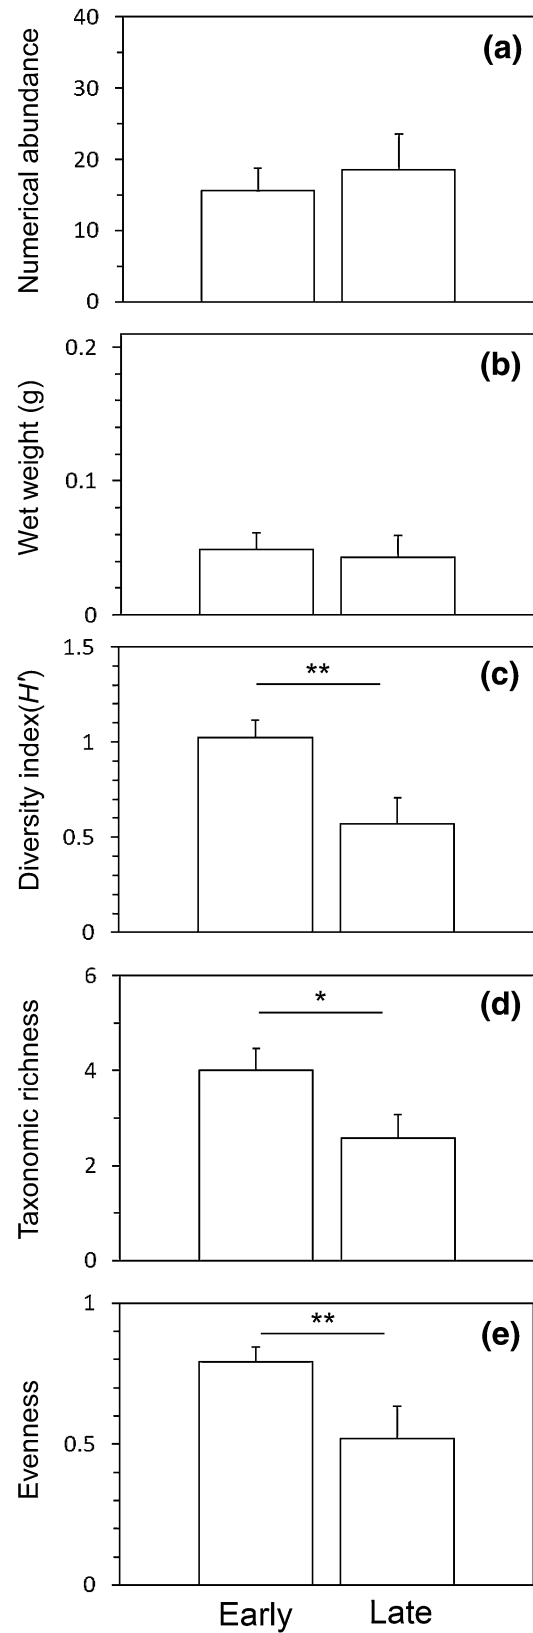 Numerical abundance
40
30
20
10
0
(a)
Wet weight (g)
0.2
0.1
0
(b)
Diversity index(H')
1.5
1
0.5
0
**
(c)
Taxonomic richness
6
4
2
0
*
(d)
Evenness
1
0.5
0
**
(e)
Early Late